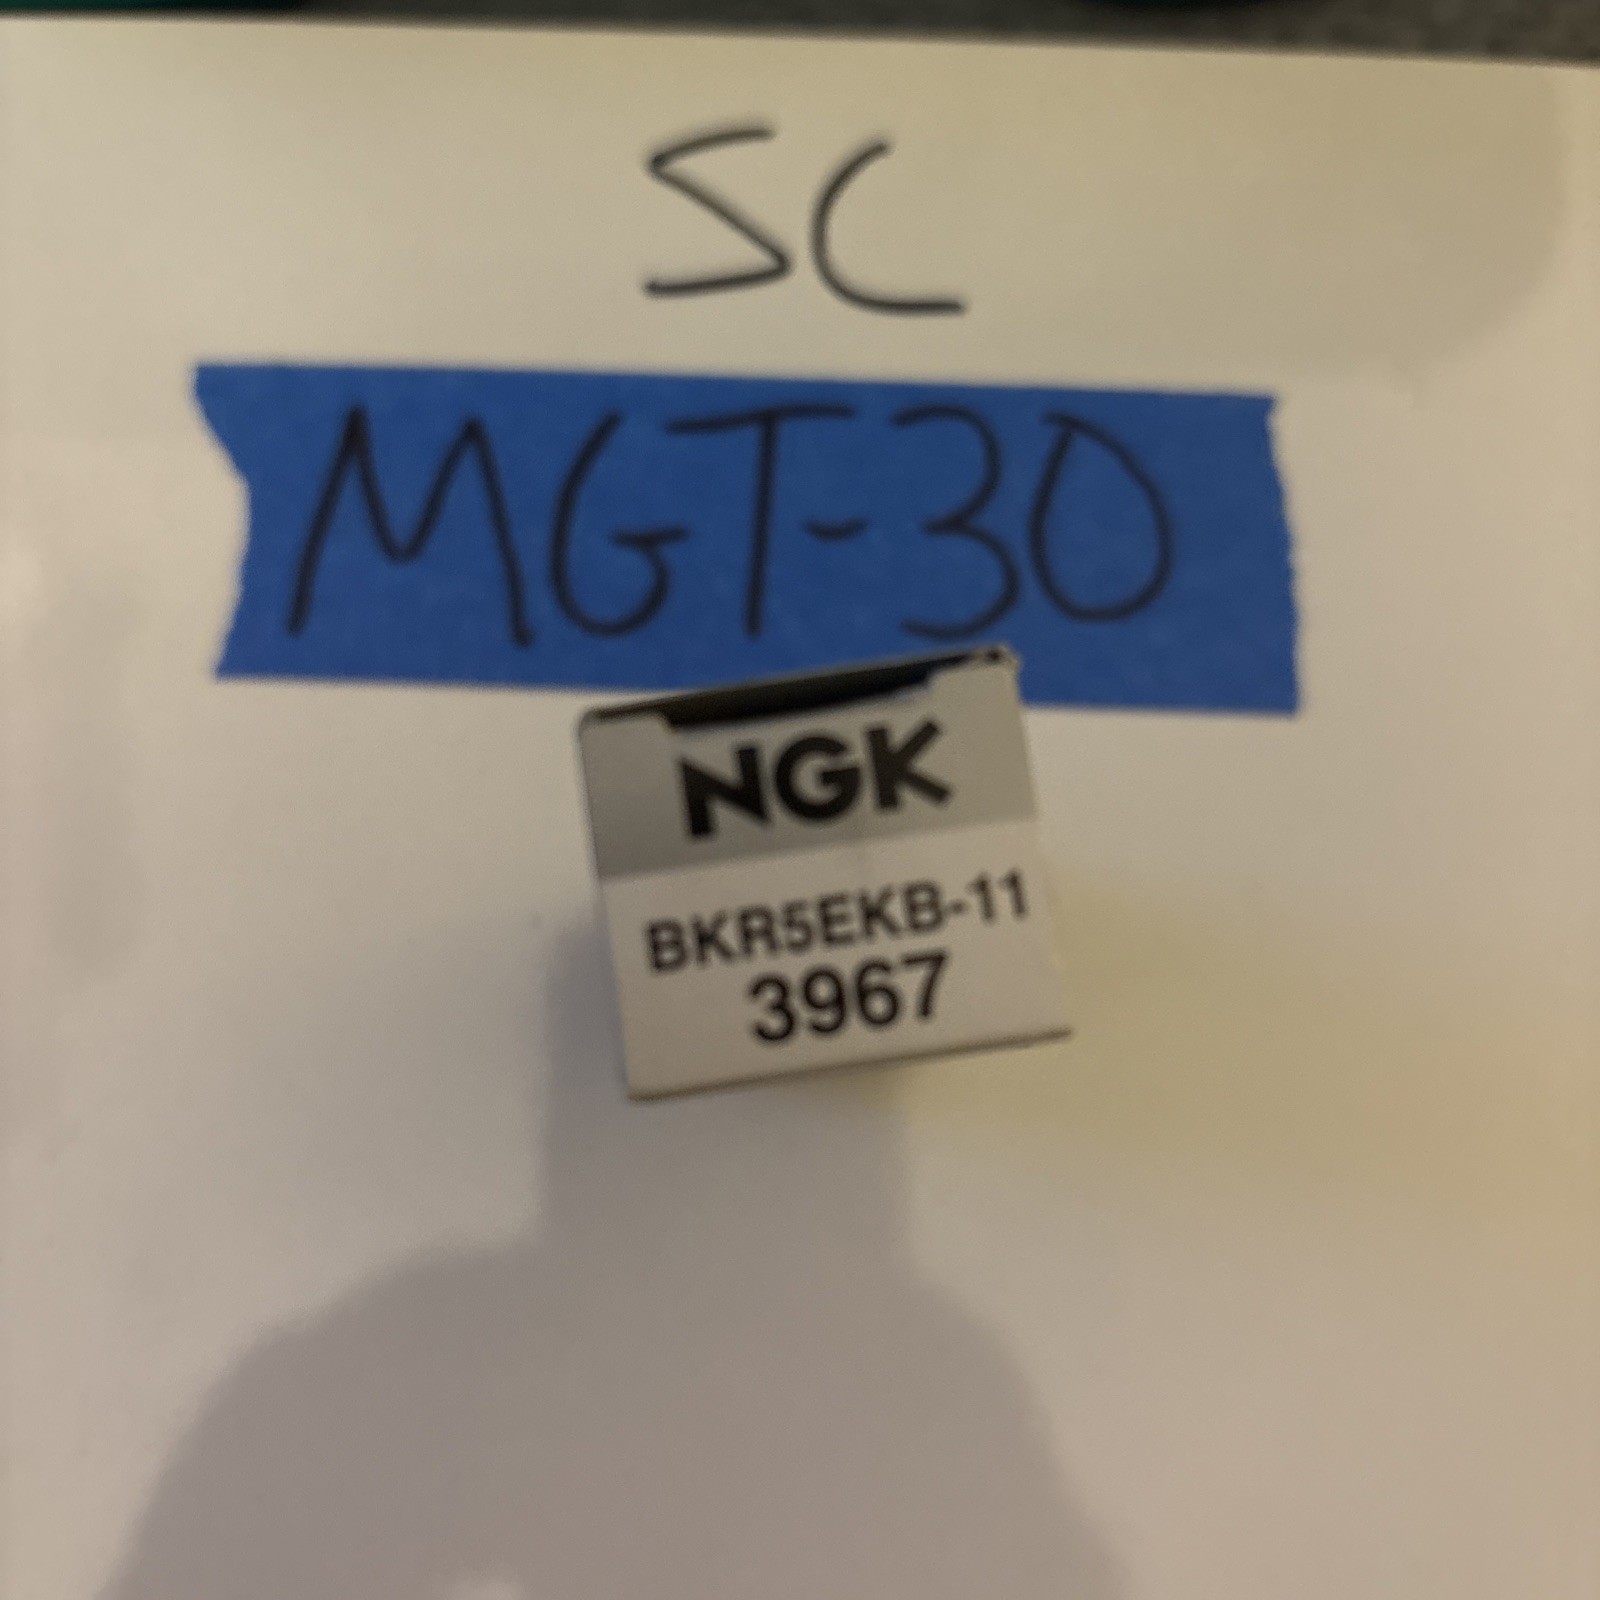 SC
MGT-30
NGK
BKR5EKB-11
3967